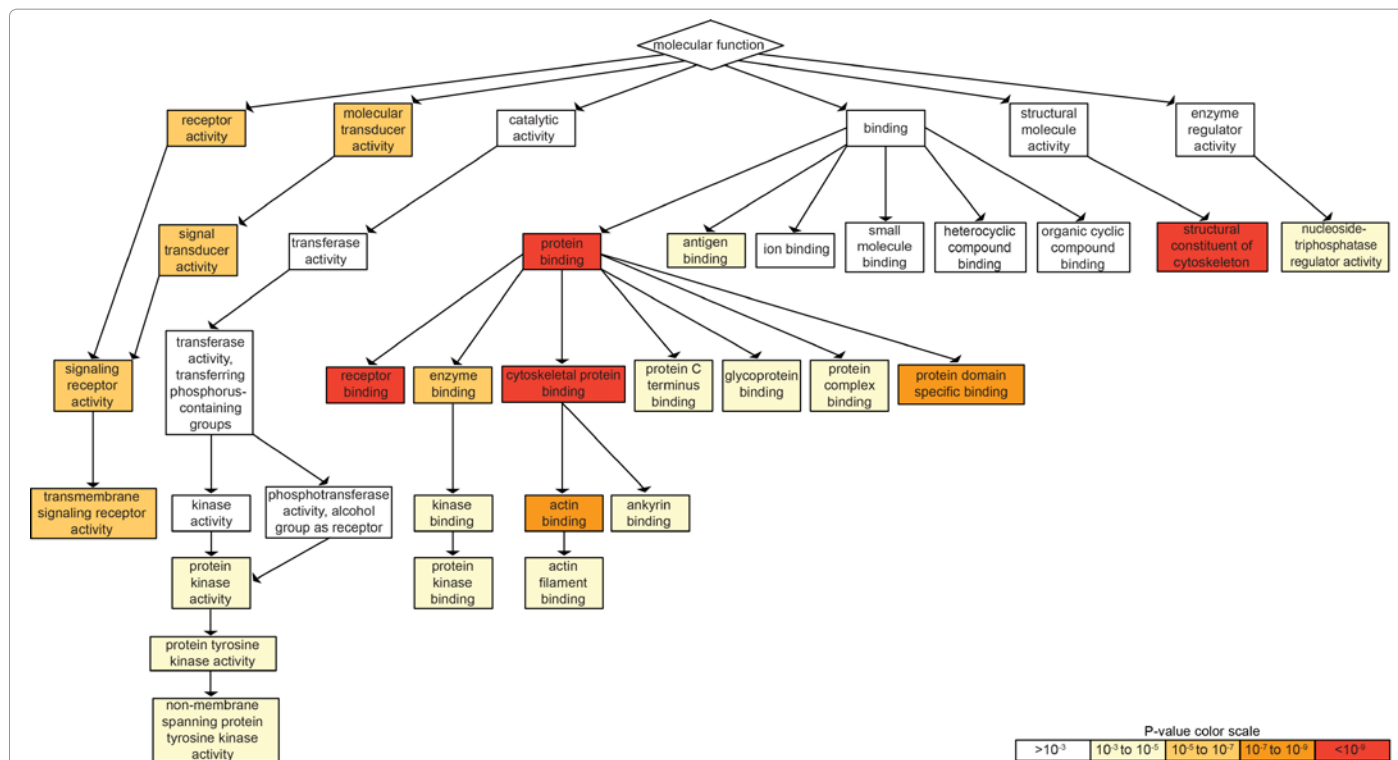 molecular function
receptor
activity
molecular
transducer
activity
catalytic
activity
binding
structural
molecule
activity
enzyme
regulator
activity
signal
transducer
activity
transferase
activity
protein
binding
antigen
binding
ion binding
small
molecule
binding
heterocyclic
compound
binding
organic cyclic
compound
binding
structural
constituent of
cytoskeleton
nucleoside-
triphosphatase
regulator activity
signaling
receptor
activity
transferase
activity,
transferring
phosphorus-
containing
groups
receptor
binding
enzyme
binding
cytoskeletal protein
binding
protein C
terminus
binding
glycoprotein
binding
protein
complex
binding
protein domain
specific binding
transmembrane
signaling receptor
activity
kinase
activity
phosphotransferase
activity, alcohol
group as receptor
kinase
binding
actin
binding
ankyrin
binding
protein
kinase
activity
protein
kinase
binding
actin
filament
binding
protein tyrosine
kinase activity
non-membrane
spanning protein
tyrosine kinase
activity
P-value color scale
>10⁻³ 10⁻³ to 10⁻⁵ 10⁻⁵ to 10⁻⁷ 10⁻⁷ to 10⁻⁹ <10⁻⁹